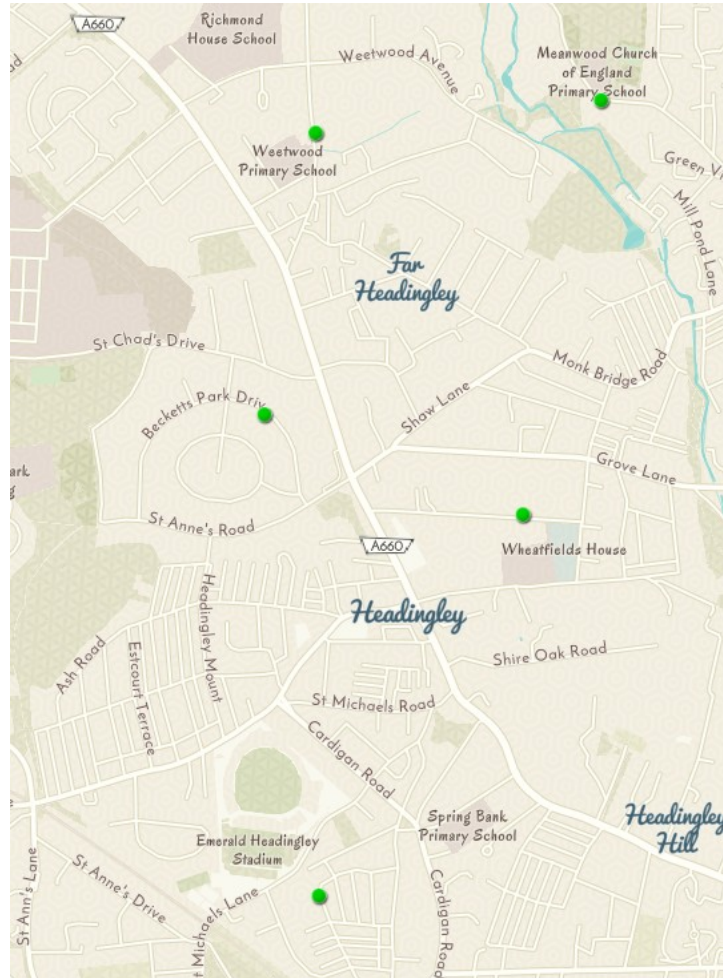 A660
Richmond
House School
Weetwood Avenue
Meanwood Church
of England
Primary School
Weetwood
Primary School
Green
Mill Pond Lane
Far
Headingley
St Chad's Drive
Monk Bridge Road
Becketts Park Driv
Shaw Lane
Grove Lane
St Anne's Road
A660
Wheatfields House
Headingley Mount
Headingley
Ash Road
Estcourt Terrace
Shire Oak Road
St Michaels Road
Cardigan Road
Spring Bank
Primary School
Headingley
Hill
Emerald Headingley
Stadium
St Ann's Lane
St Anne's Drive
t Michaels Lane
Cardigan Road